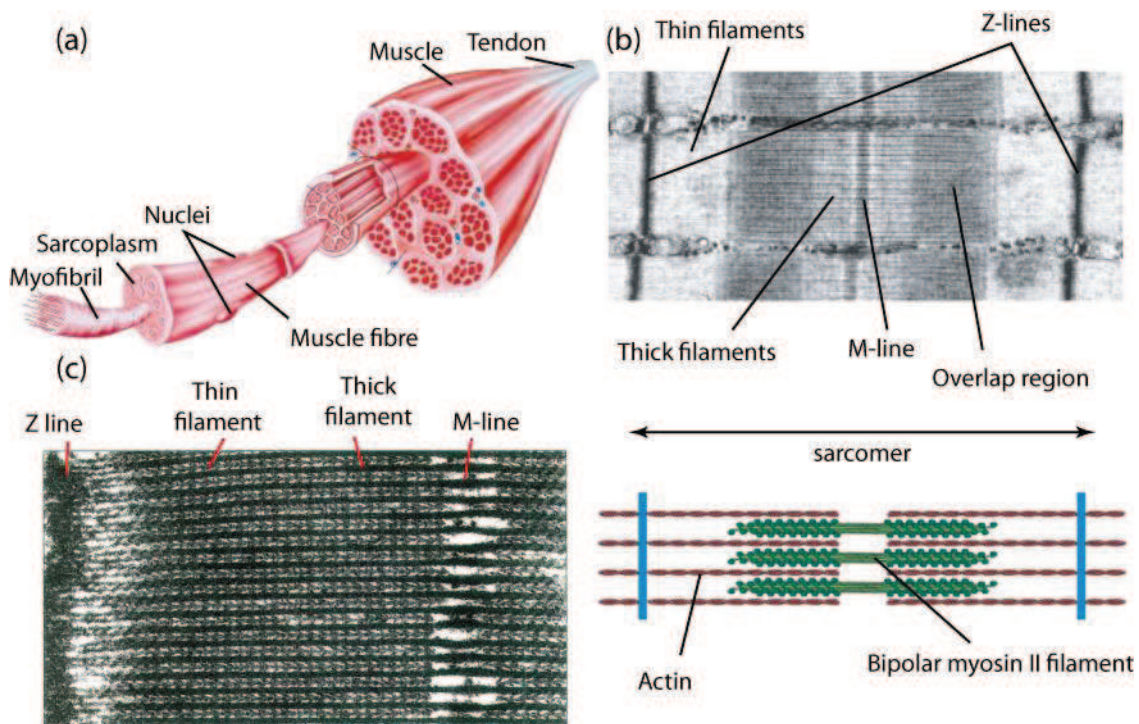 (a)
Muscle
Tendon
Nuclei
Sarcoplasm
Myofibril
Muscle fibre
(b)
Thin filaments
Z-lines
Thick filaments
M-line
Overlap region
(c)
Z line
Thin
filament
Thick
filament
M-line
sarcomer
Actin
Bipolar myosin II filament